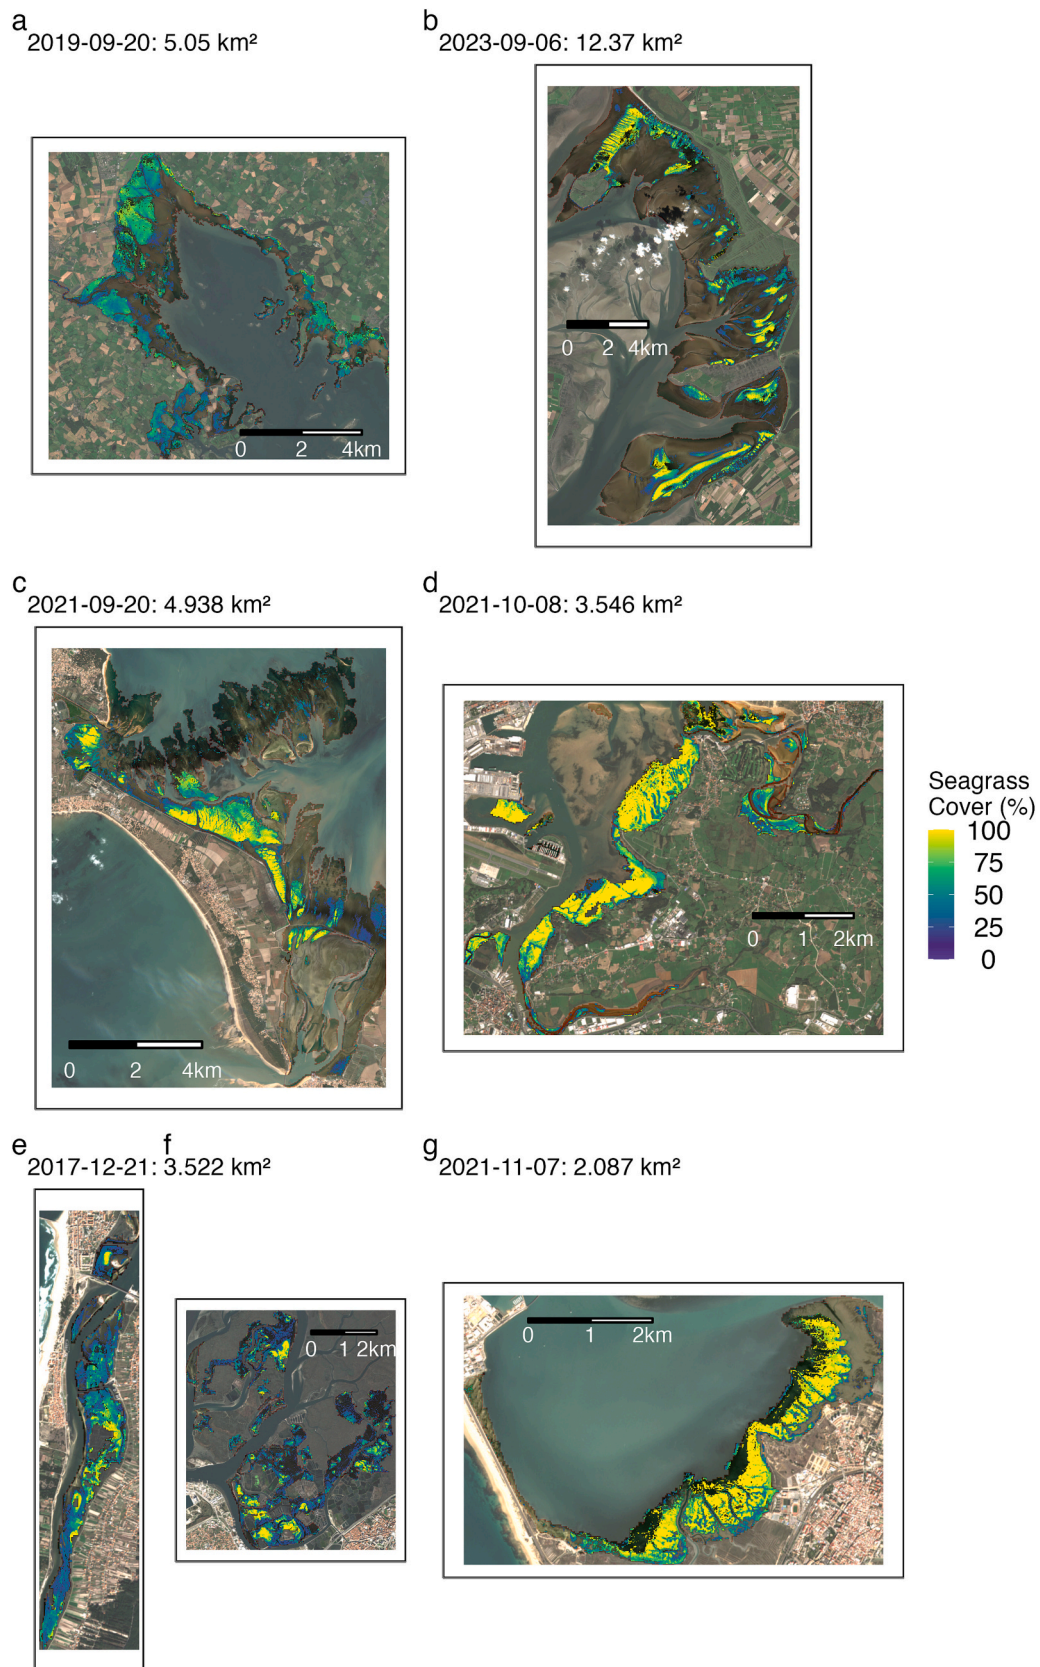 a
2019-09-20: 5.05 km²
0 2 4km
b
2023-09-06: 12.37 km²
0 2 4km
c
2021-09-20: 4.938 km²
0 2 4km
d
2021-10-08: 3.546 km²
0 1 2km
Seagrass
Cover (%)
100
75
50
25
0
e
f
2017-12-21: 3.522 km²
0 1 2km
g
2021-11-07: 2.087 km²
0 1 2km